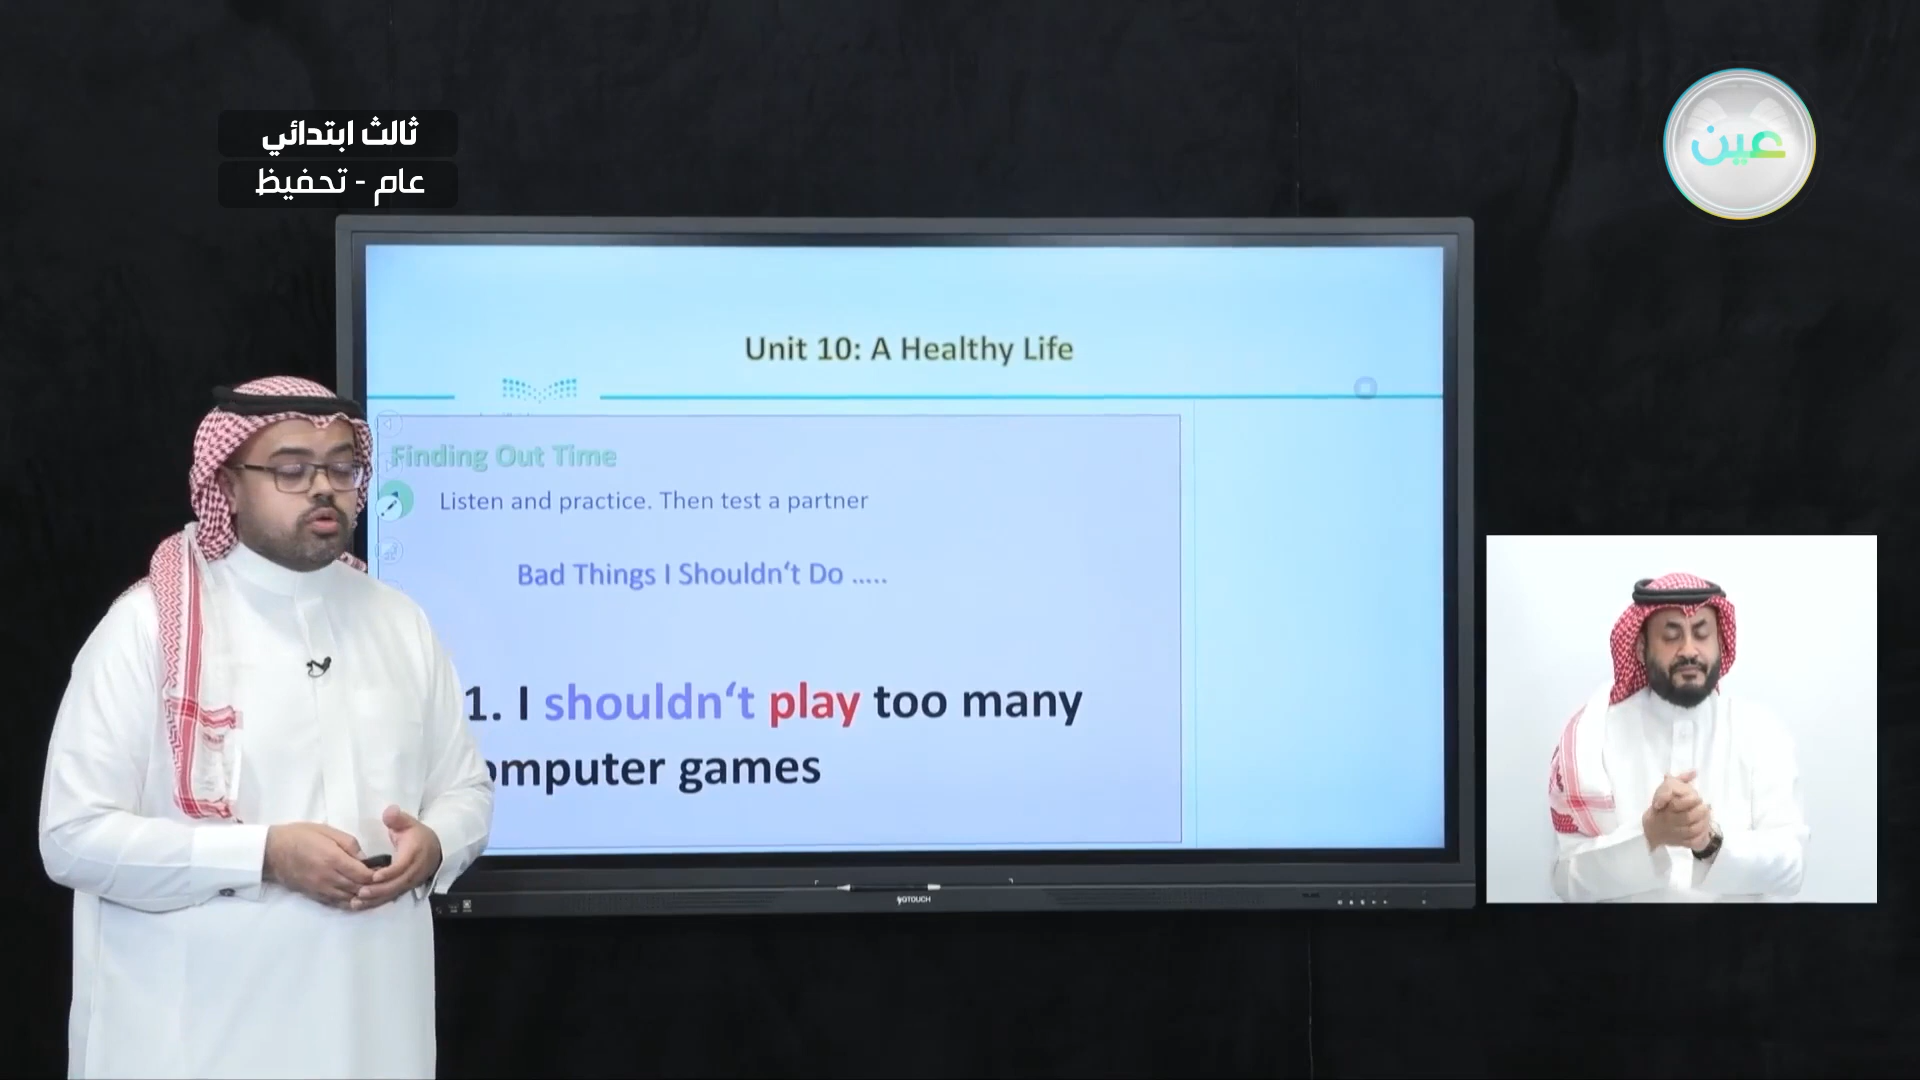 ثالث ابتدائي
عام - تحفيظ
عين
Unit 10: A Healthy Life
Finding Out Time
Listen and practice. Then test a partner
Bad Things I Shouldn‘t Do .....
1. I shouldn‘t play too many
omputer games